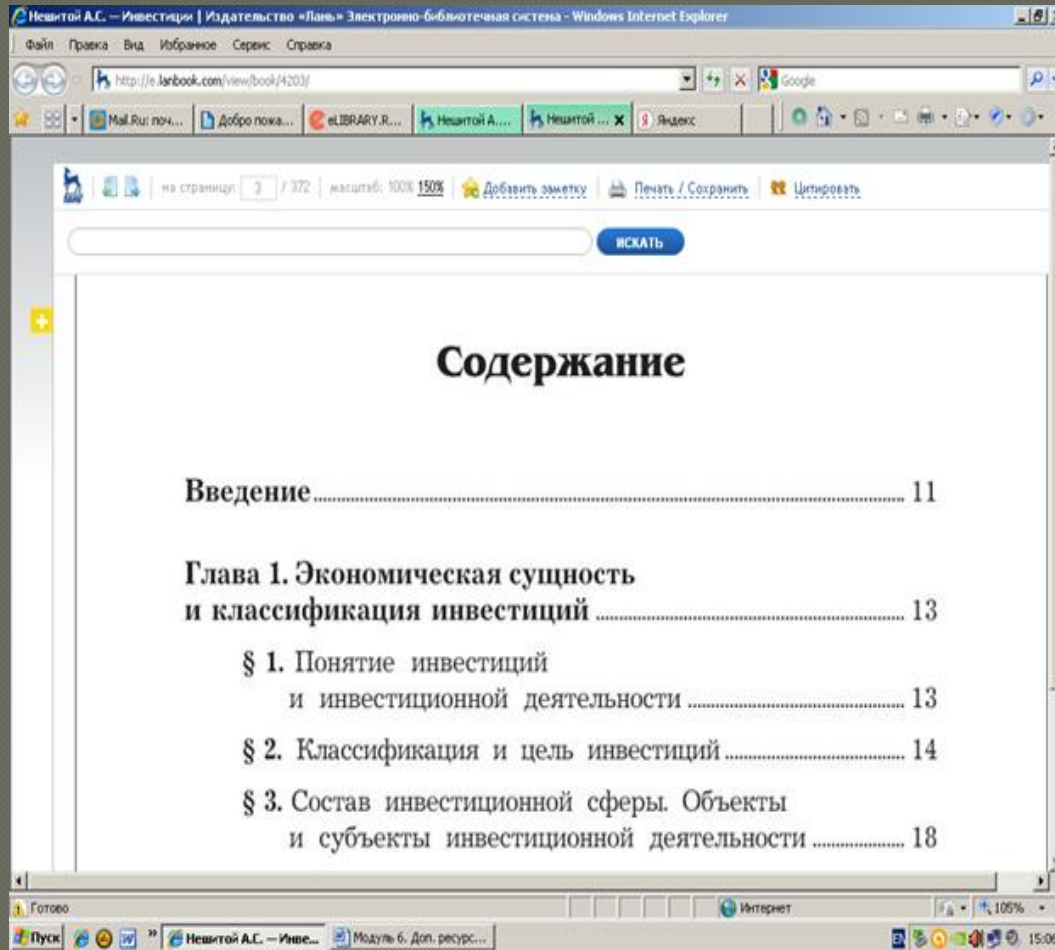 Нешитой А.С. — Инвестиции | Издательство «Лань» Электронно-библиотечная система - Windows Internet Explorer
Файл Правка Вид Избранное Сервис Справка
http://e.lanbook.com/view/book/4203/ Google
Mail.Ru: поч... Добро пожа... eLIBRARY.R... Нешитой А.... Нешитой ... Яндекс
на страницу: 3 / 372 масштаб: 100% 150% Добавить заметку Печать / Сохранить Цитировать
ИСКАТЬ
Содержание
Введение 11
Глава 1. Экономическая сущность
и классификация инвестиций 13
§ 1. Понятие инвестиций
и инвестиционной деятельности 13
§ 2. Классификация и цель инвестиций 14
§ 3. Состав инвестиционной сферы. Объекты
и субъекты инвестиционной деятельности 18
Готово Интернет 105%
Пуск Нешитой А.С. — Инве... Модуль 6. Доп. ресурс... EN 15:06